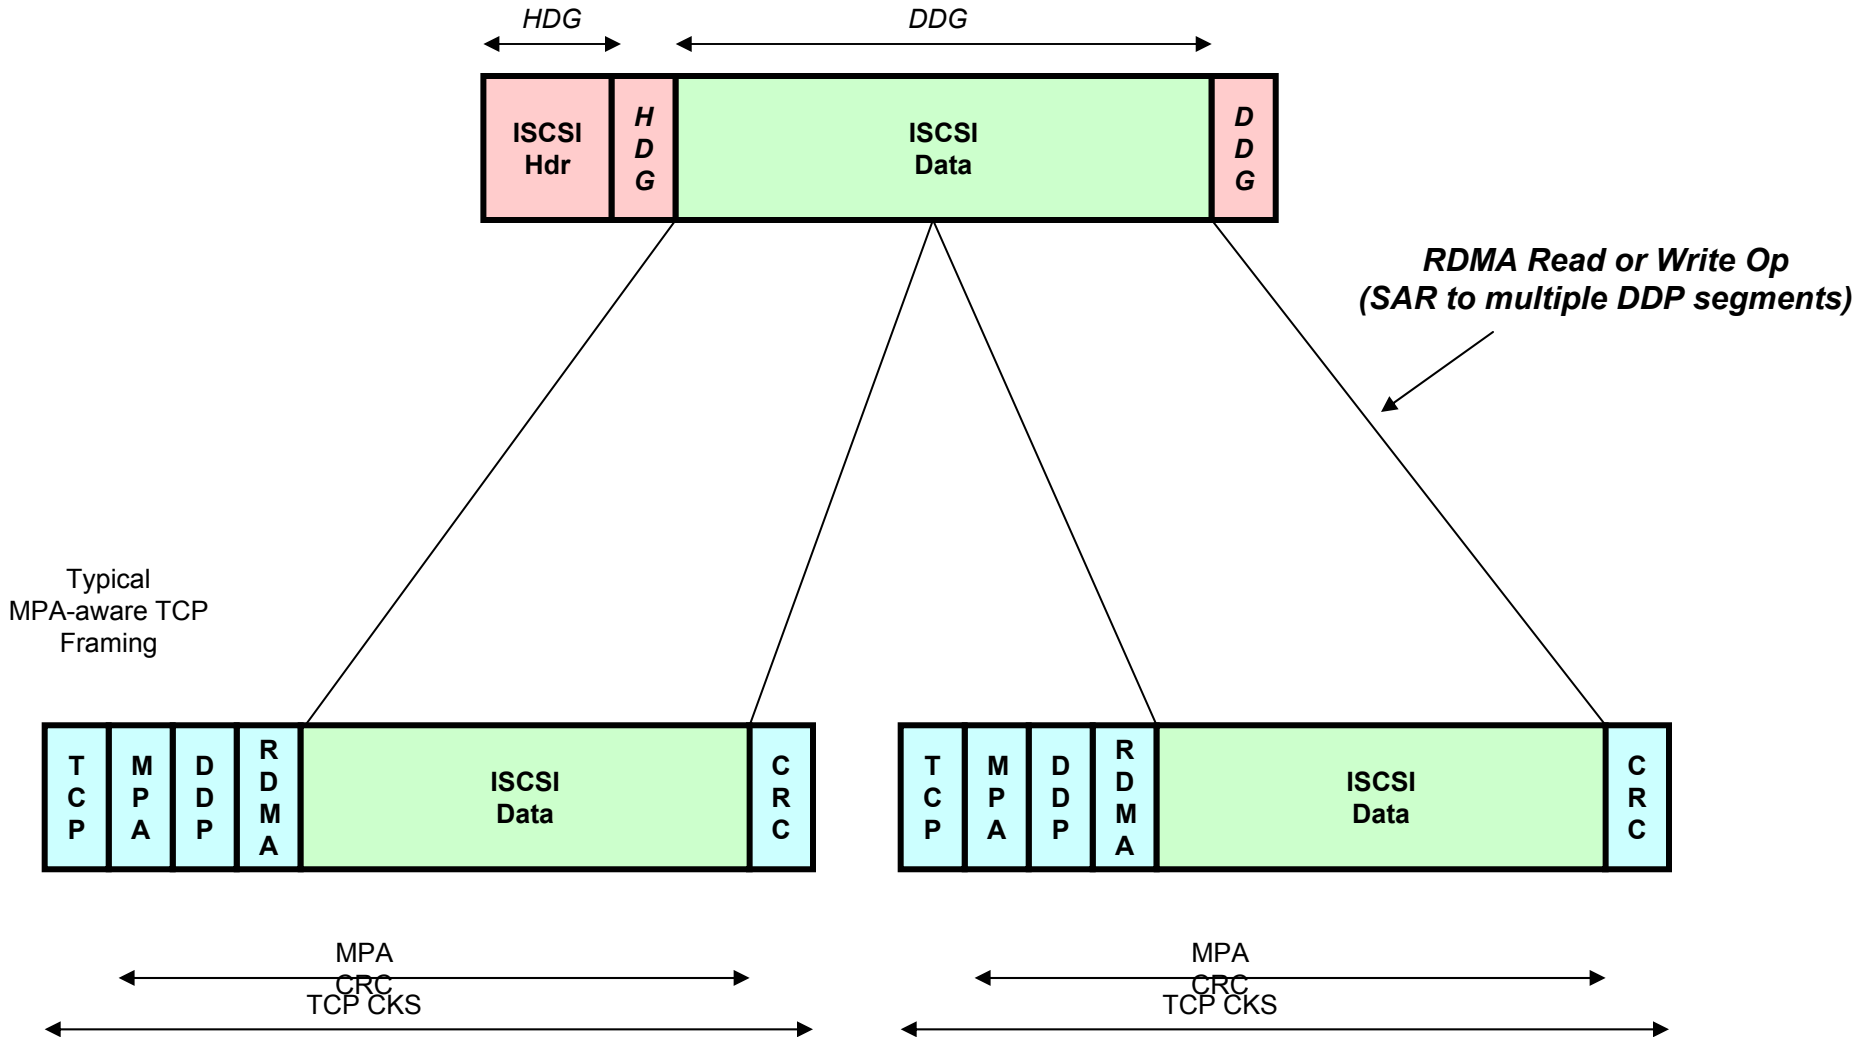 HDG
DDG
ISCSI
Hdr
H
D
G
ISCSI
Data
D
D
G
RDMA Read or Write Op
(SAR to multiple DDP segments)
Typical
MPA-aware TCP
Framing
T
C
P
M
P
A
D
D
P
R
D
M
A
ISCSI
Data
C
R
C
T
C
P
M
P
A
D
D
P
R
D
M
A
ISCSI
Data
C
R
C
MPA
CRC
TCP CKS
MPA
CRC
TCP CKS